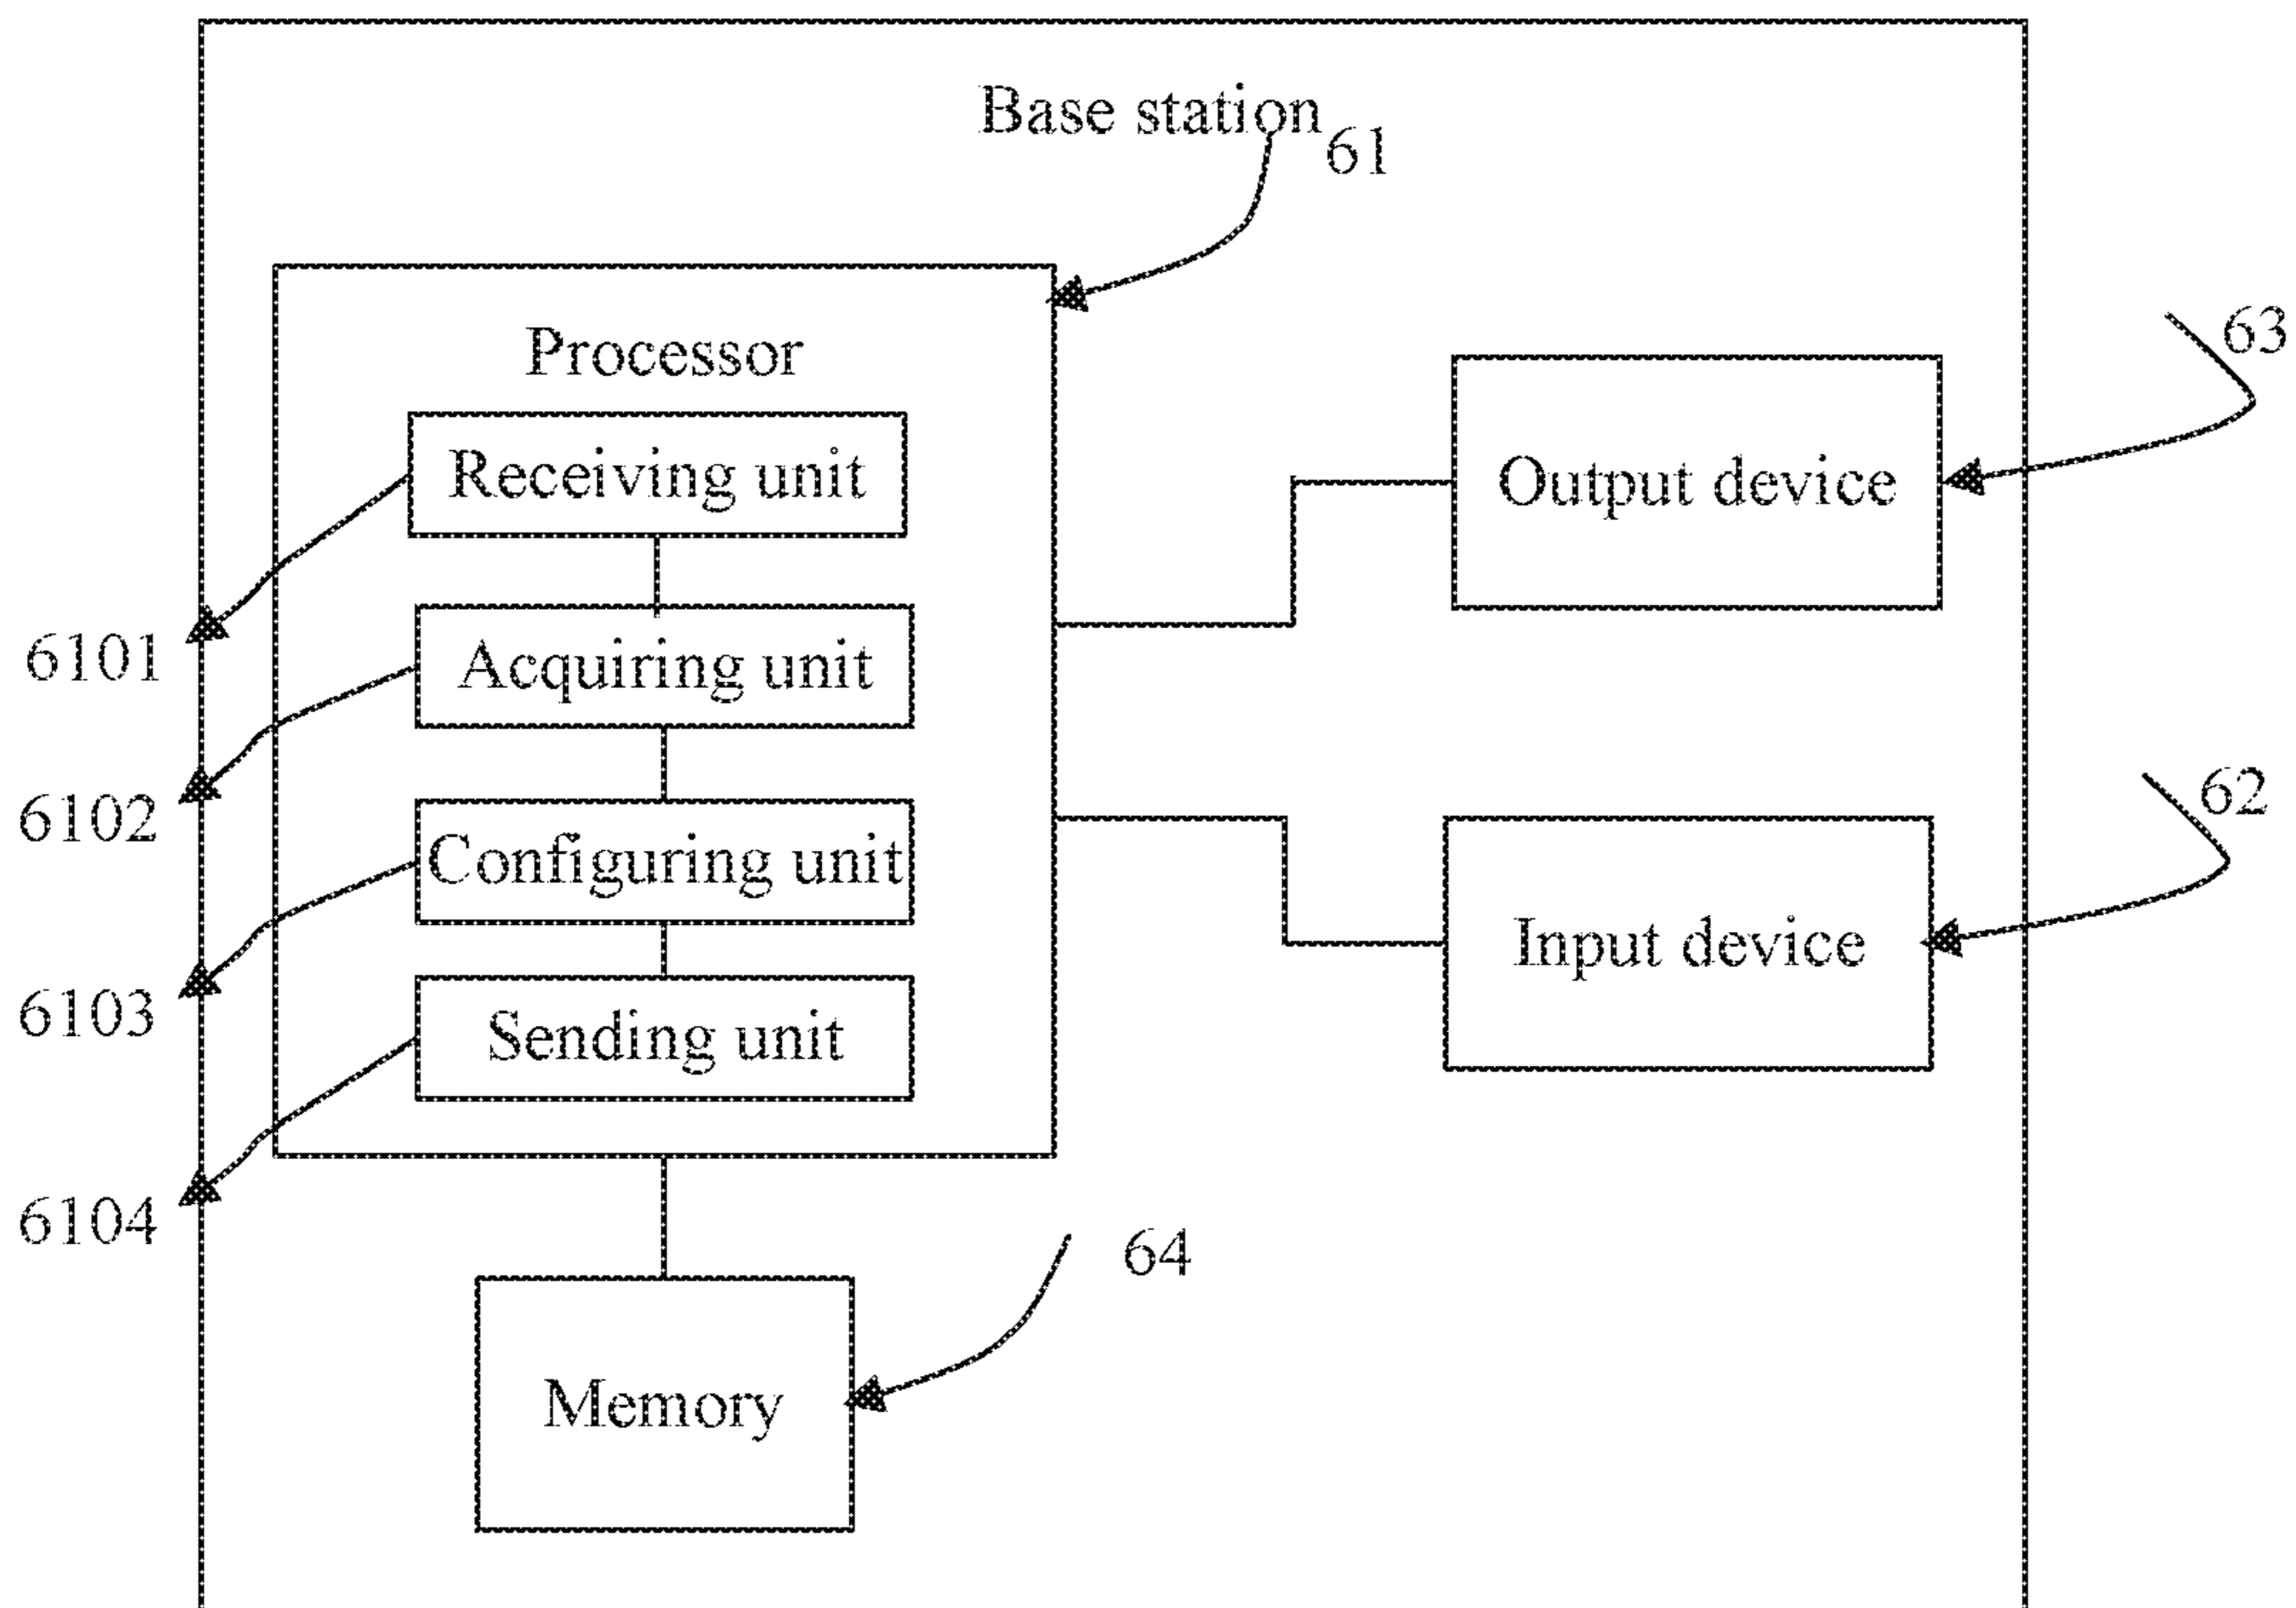 Base station
61
Processor
63
Receiving unit
Output device
6101
Acquiring unit
62
6102
Configuring unit
Input device
6103
Sending unit
6104
64
Memory